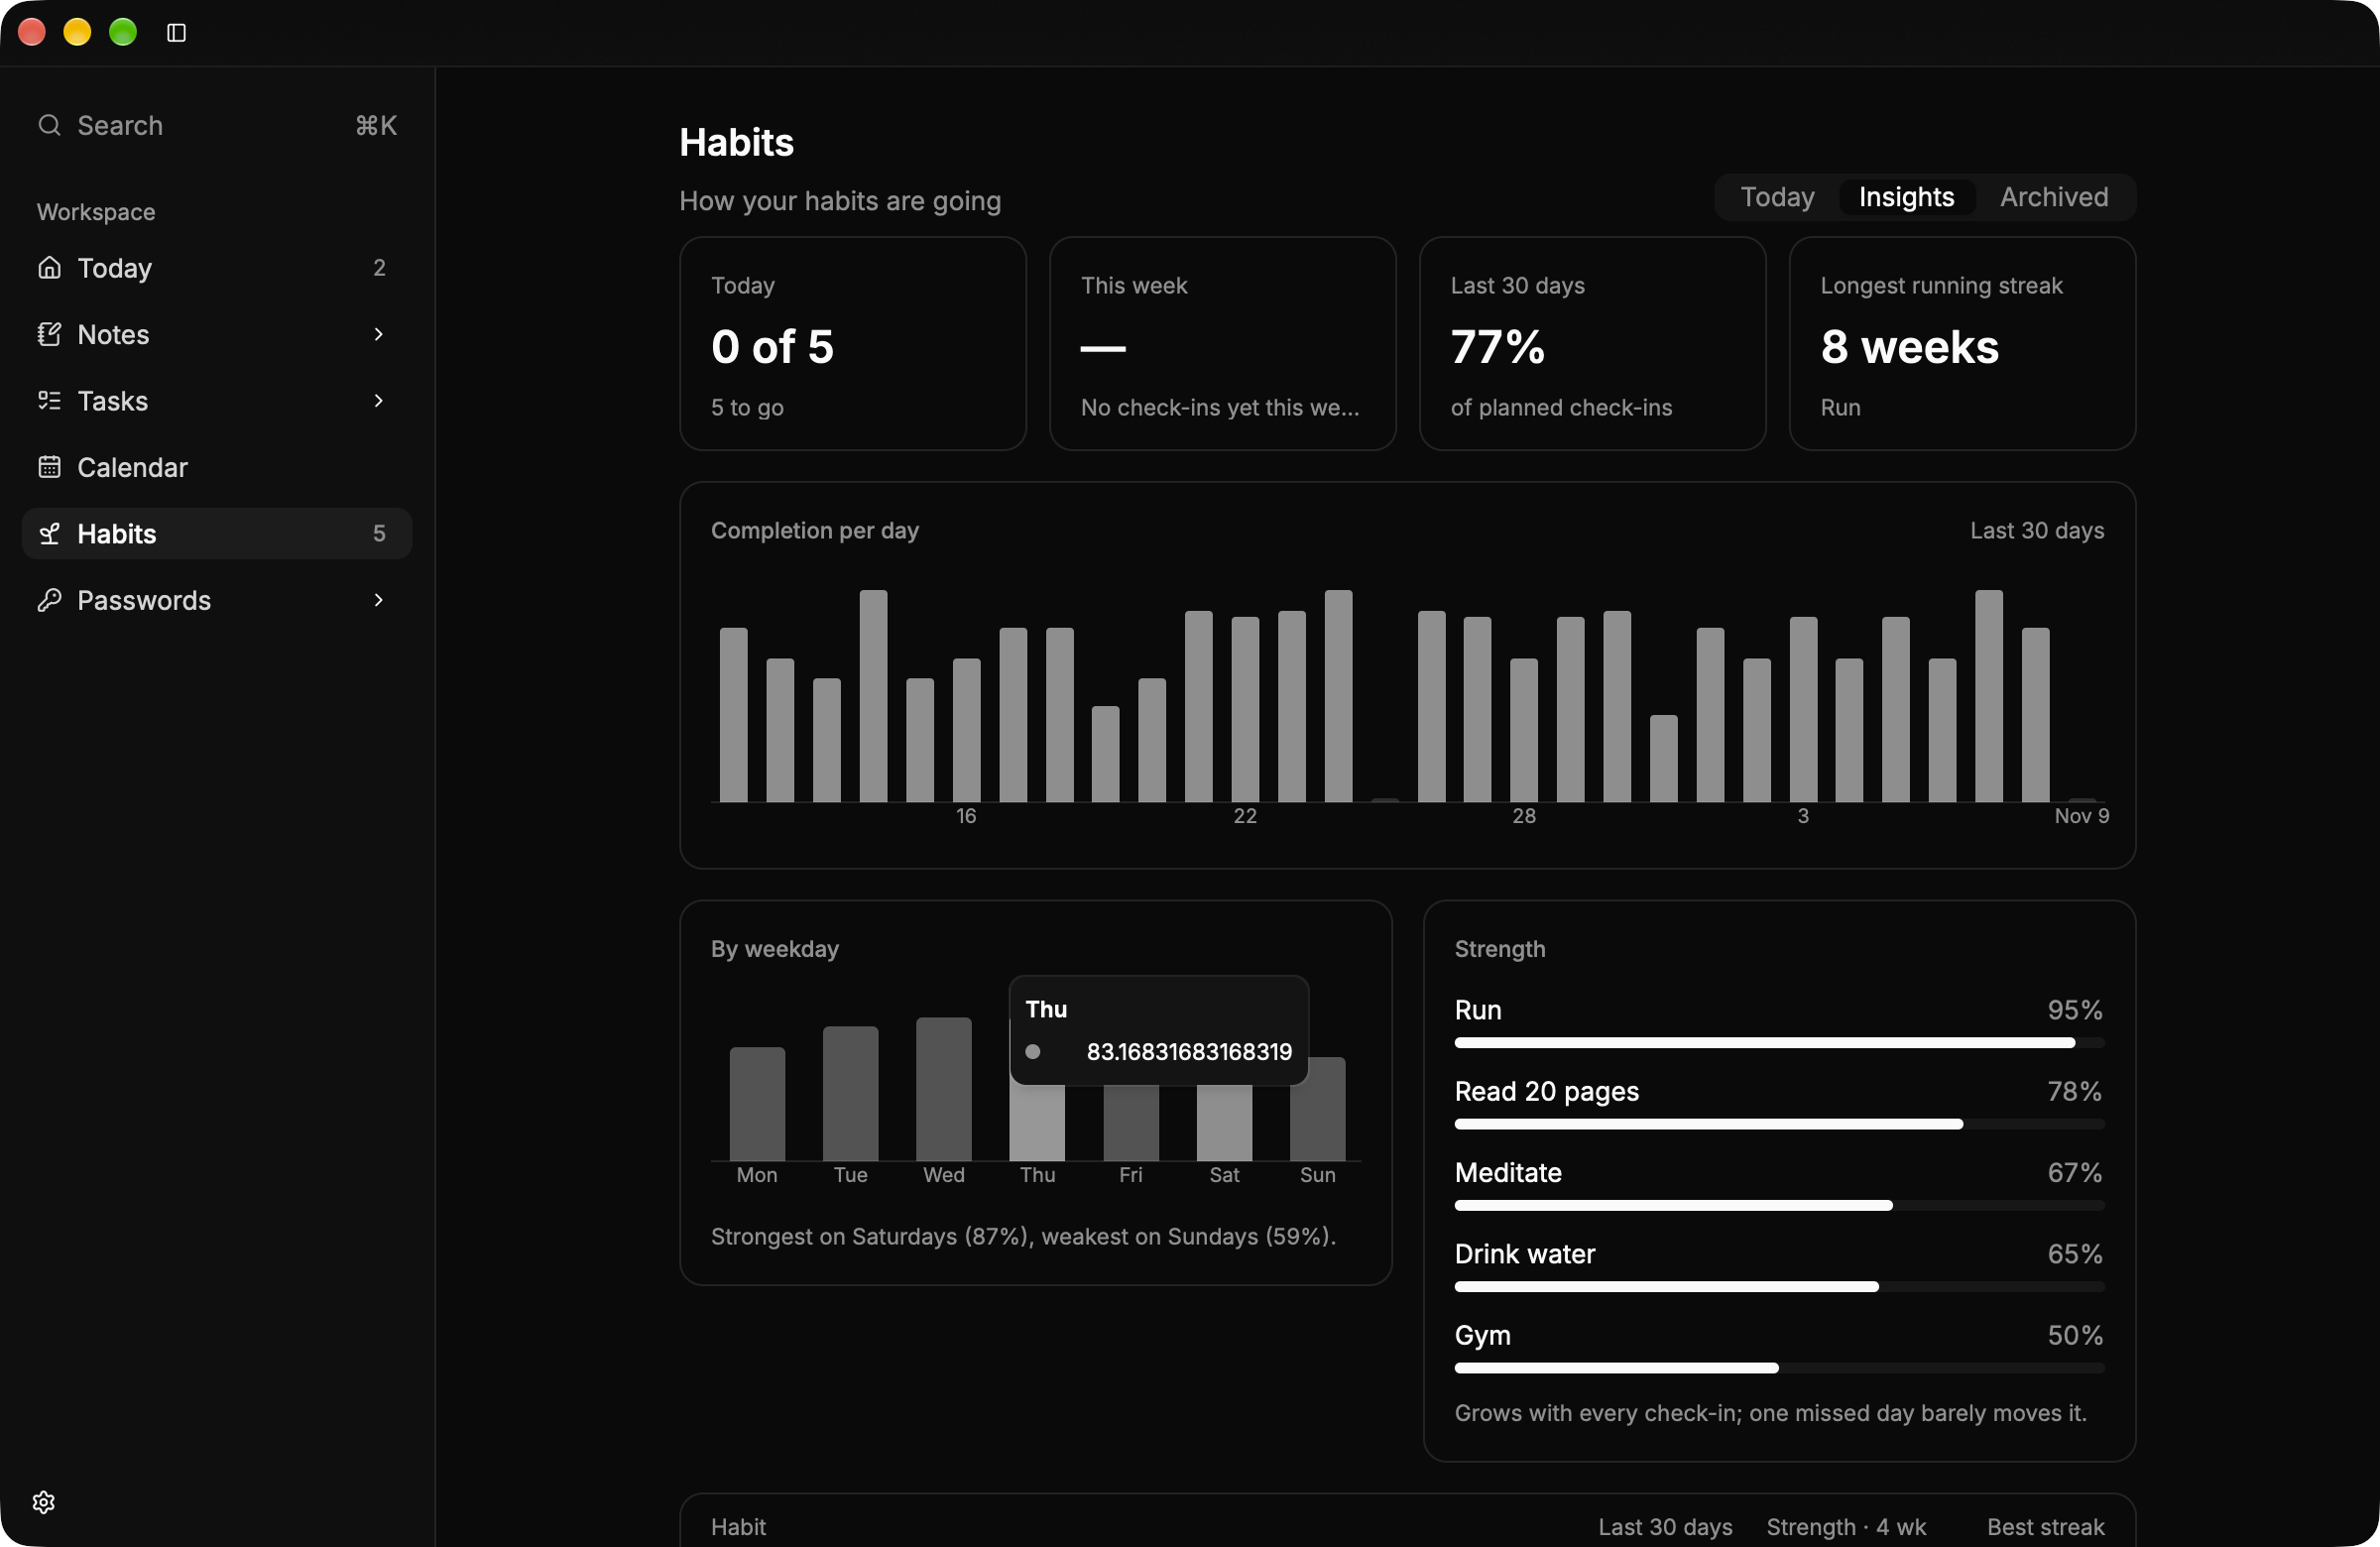 Search ⌘K
Workspace
Today 2
Notes
Tasks
Calendar
Habits 5
Passwords
Habits
How your habits are going
Today Insights Archived
Today
0 of 5
5 to go
This week
—
No check-ins yet this we...
Last 30 days
77%
of planned check-ins
Longest running streak
8 weeks
Run
Completion per day Last 30 days
16 22 28 3 Nov 9
By weekday
Thu
83.16831683168319
Mon Tue Wed Thu Fri Sat Sun
Strongest on Saturdays (87%), weakest on Sundays (59%).
Strength
Run 95%
Read 20 pages 78%
Meditate 67%
Drink water 65%
Gym 50%
Grows with every check-in; one missed day barely moves it.
Habit Last 30 days Strength · 4 wk Best streak